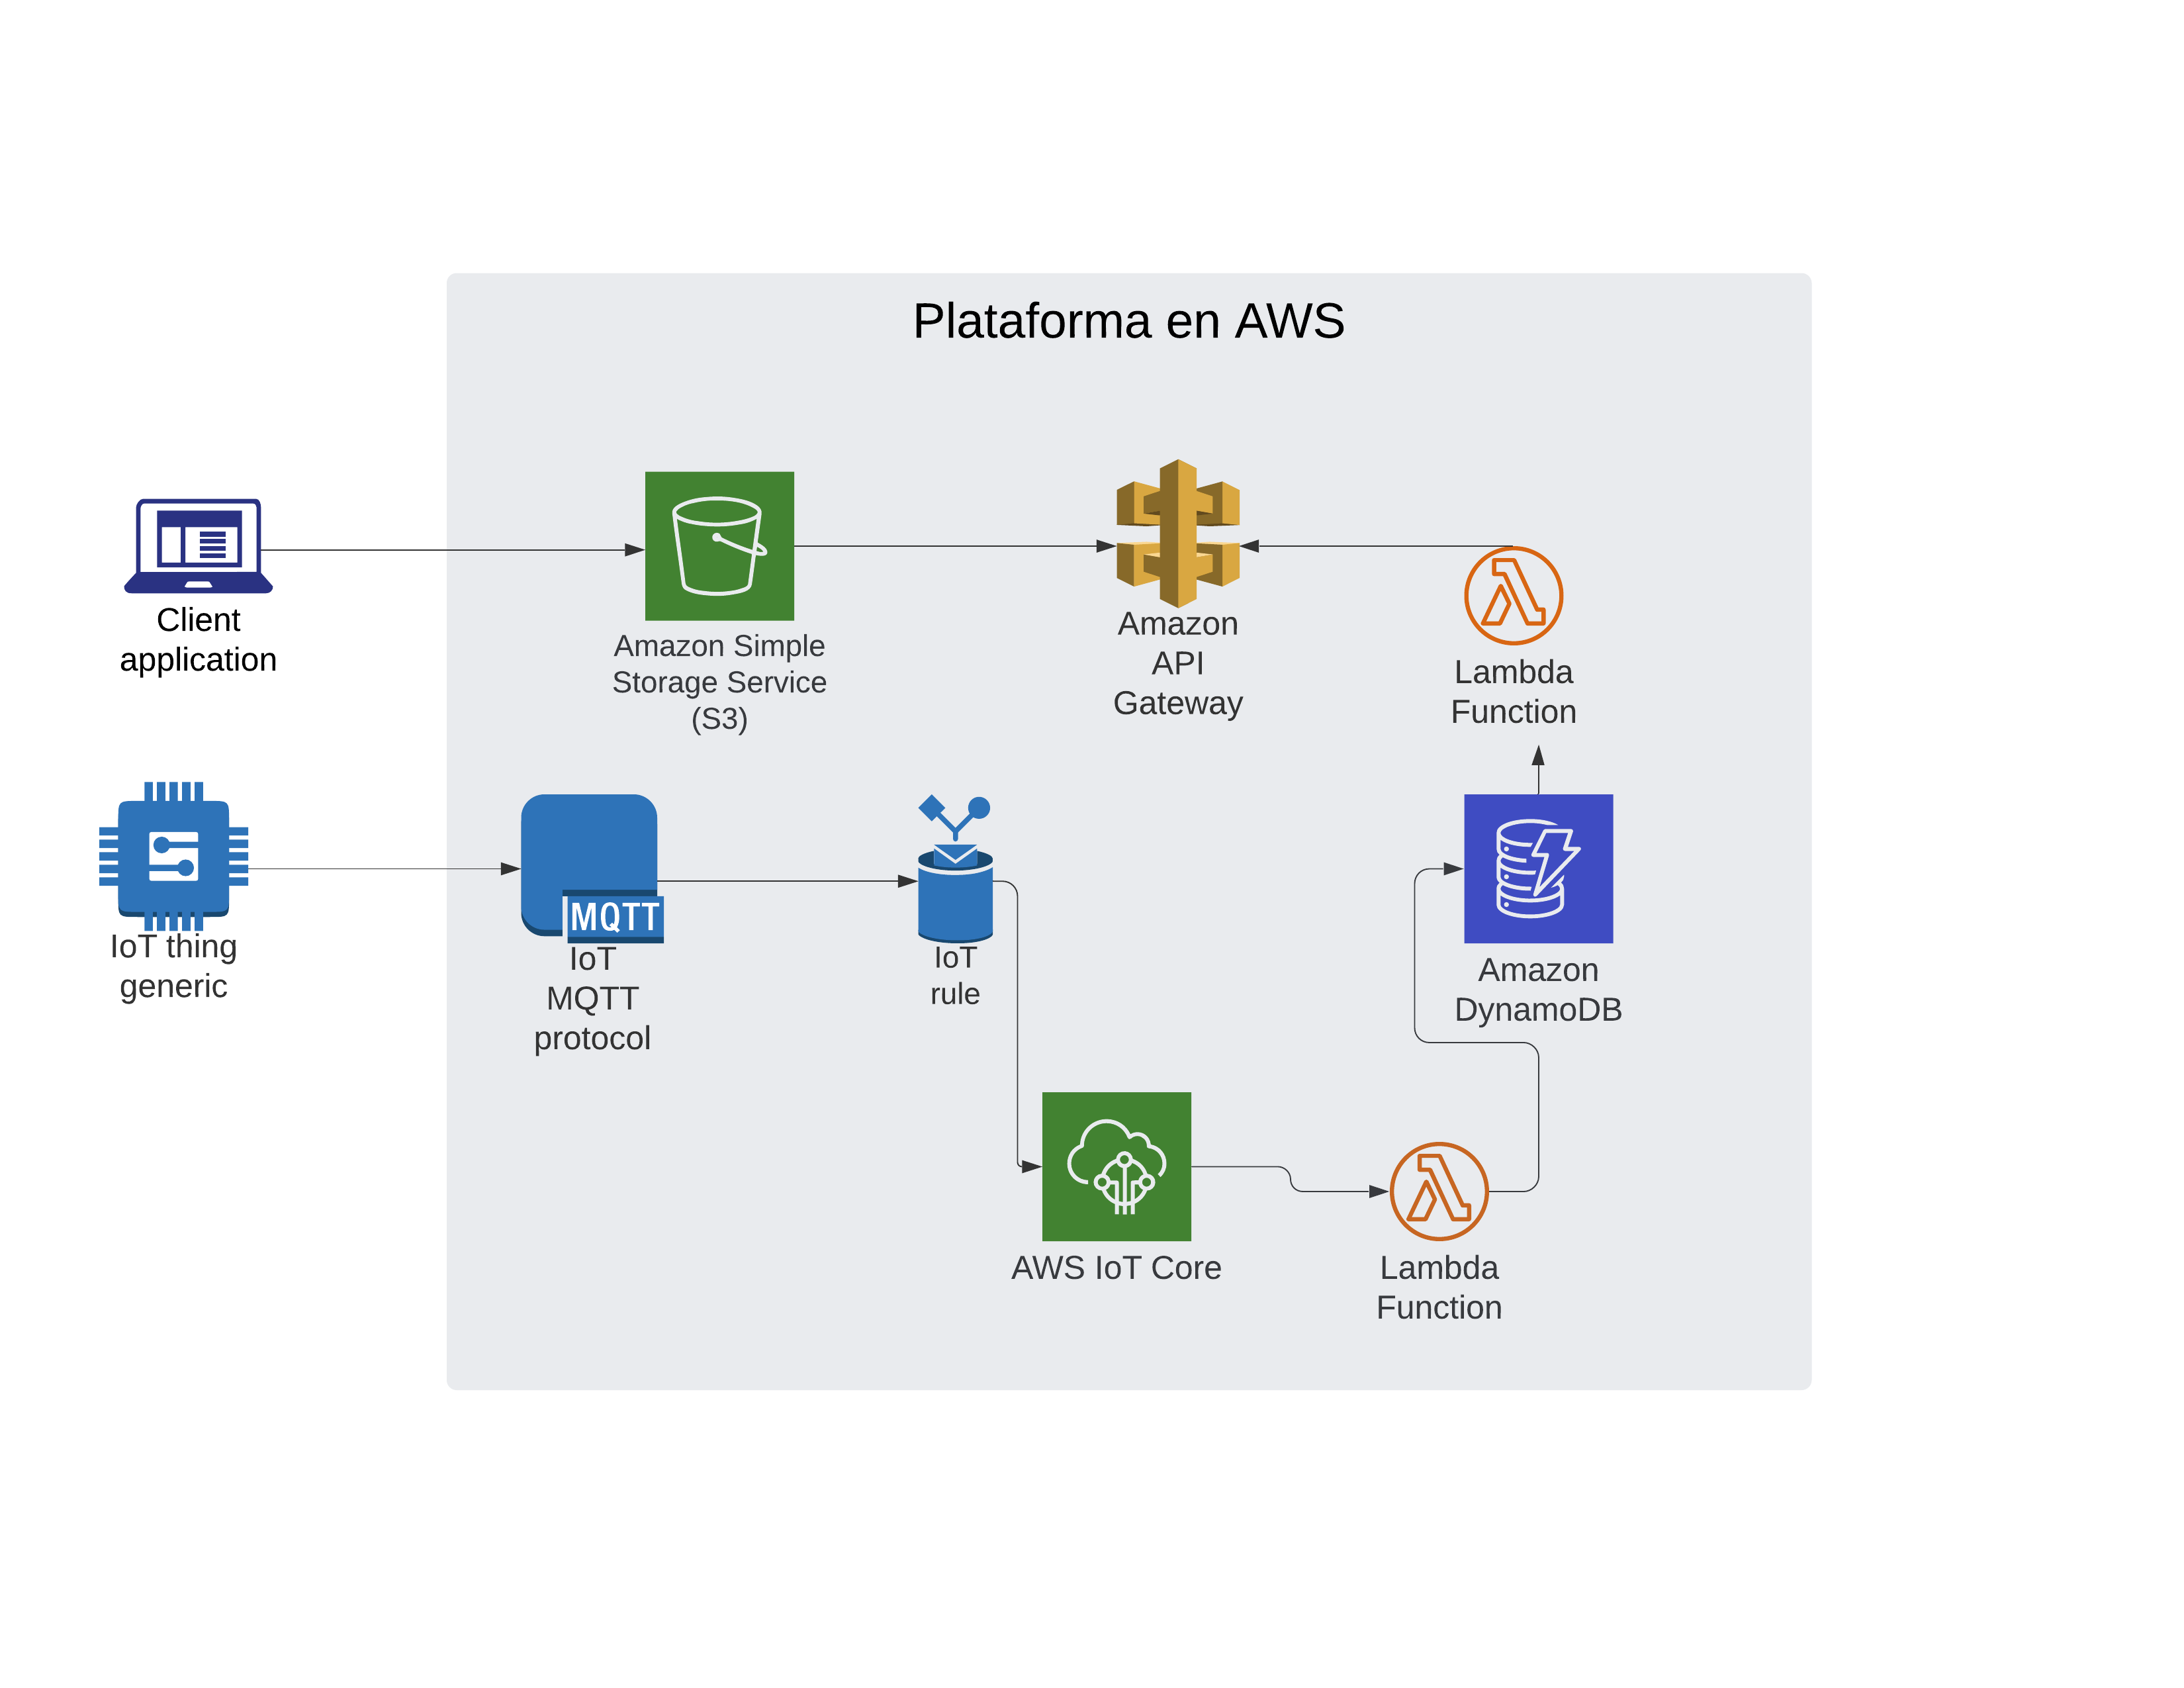 Plataforma en AWS
Client
application
Amazon Simple
Storage Service
(S3)
Amazon
API
Gateway
Lambda
Function
IoT thing
generic
MQTT
IoT
MQTT
protocol
IoT
rule
Amazon
DynamoDB
AWS IoT Core
Lambda
Function